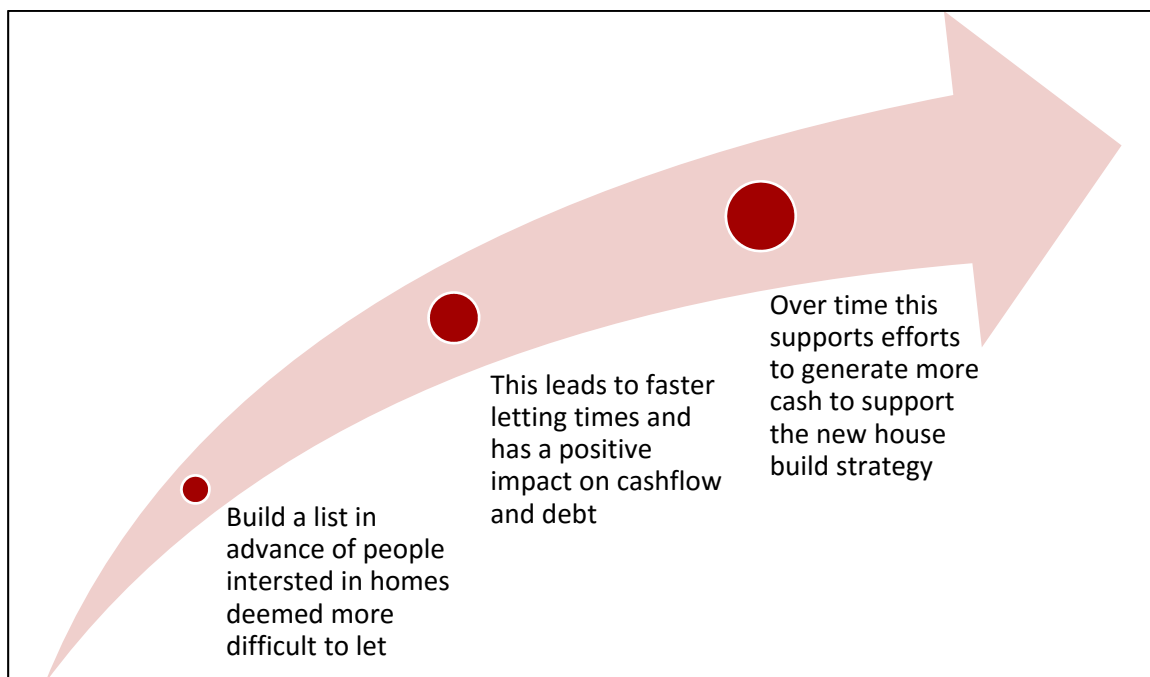 Build a list in
advance of people
intersted in homes
deemed more
difficult to let
This leads to faster
letting times and
has a positive
impact on cashflow
and debt
Over time this
supports efforts
to generate more
cash to support
the new house
build strategy